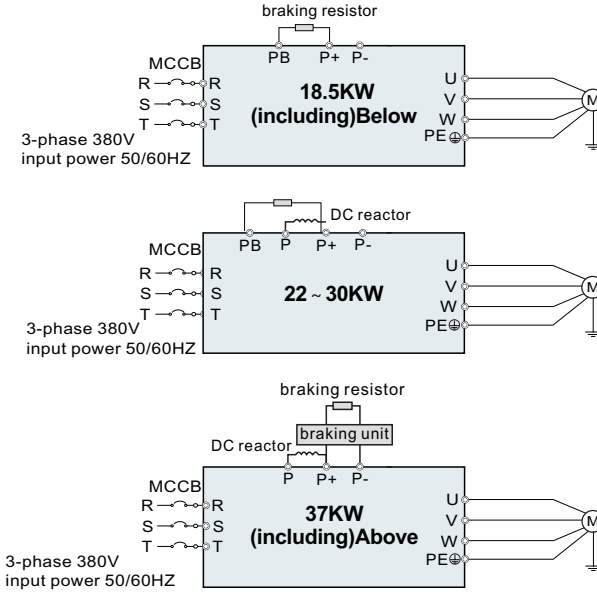 braking resistor
MCCB
PB P+ P-
R R
S S
T T
18.5KW
(including)Below
U
V
W
PE
M
3-phase 380V
input power 50/60HZ
DC reactor
MCCB
PB P P+ P-
R R
S S
T T
22 ~ 30KW
U
V
W
PE
M
3-phase 380V
input power 50/60HZ
braking resistor
braking unit
DC reactor
MCCB
P P+ P-
R R
S S
T T
37KW
(including)Above
U
V
W
PE
M
3-phase 380V
input power 50/60HZ